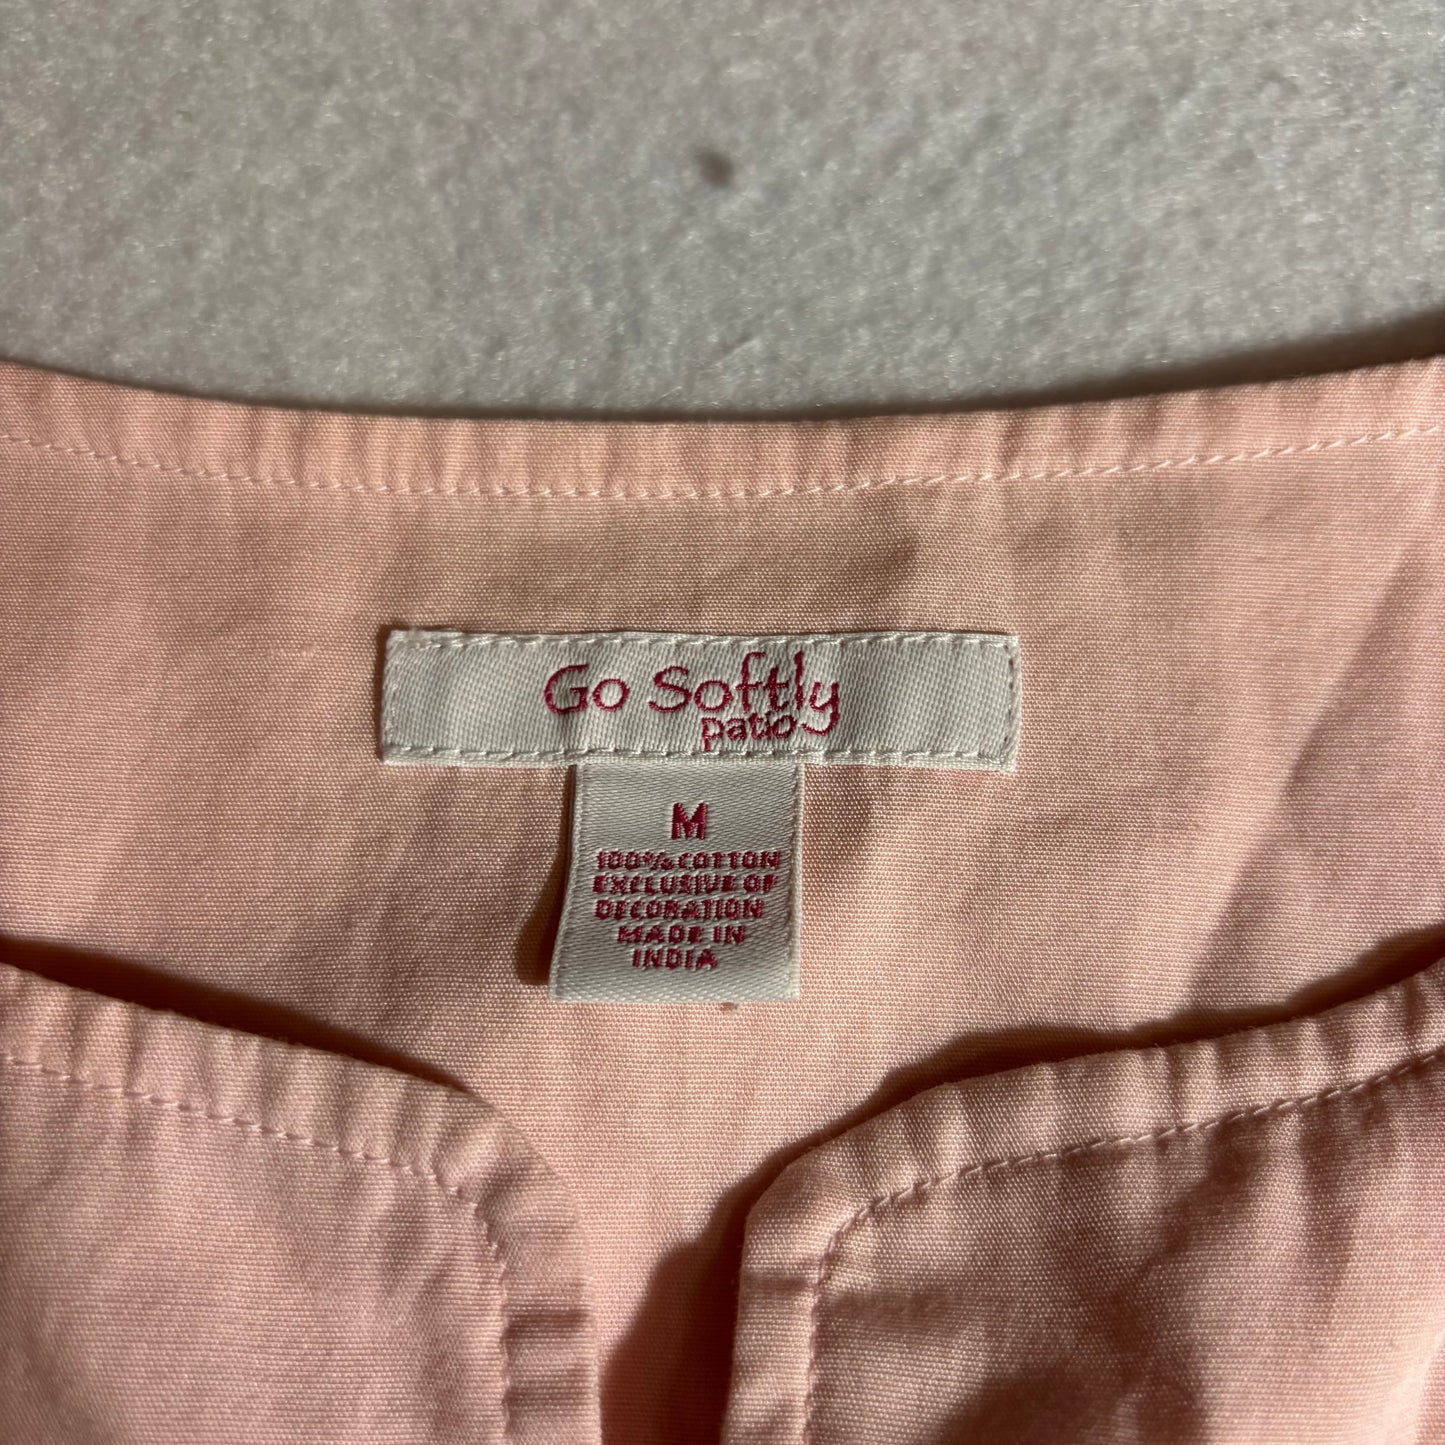 Go Softly
patio
M
100% COTTON
EXCLUSIVE OF
DECORATION
MADE IN
INDIA